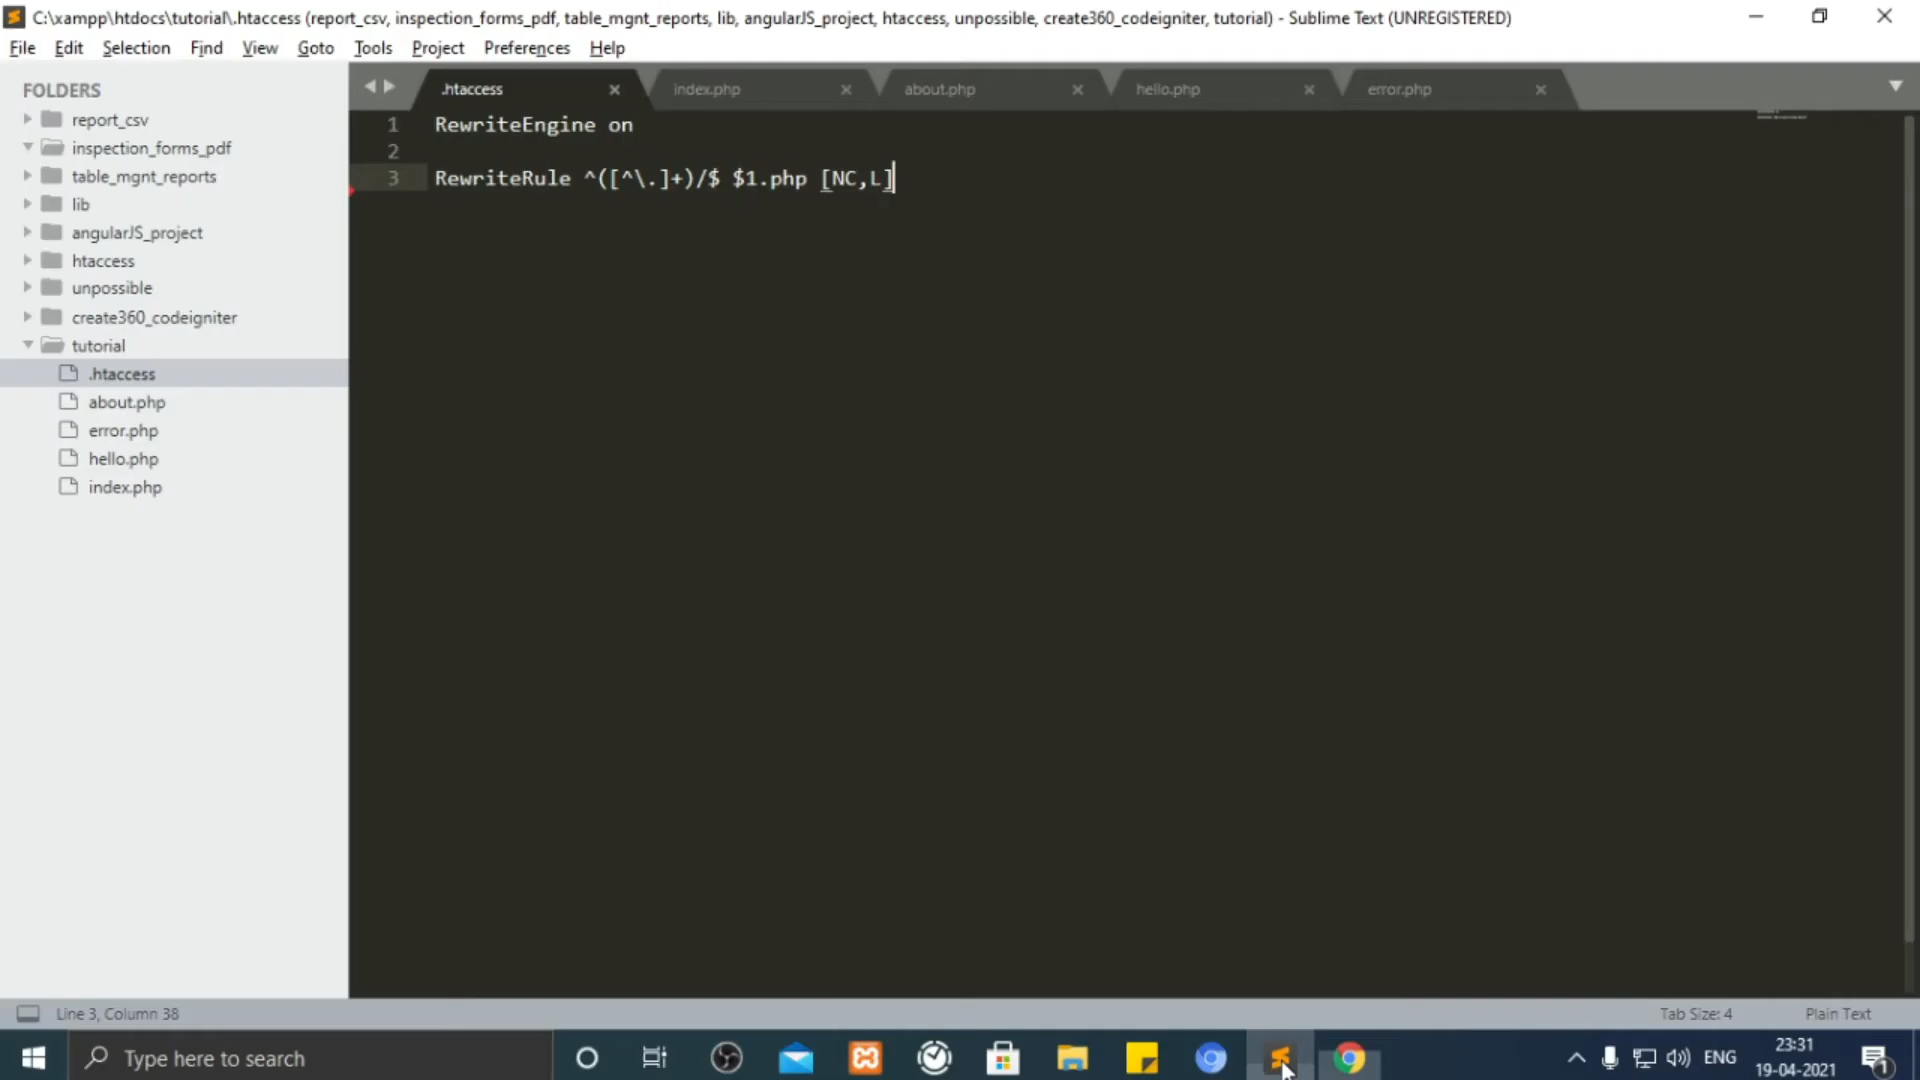 C:\xampp\htdocs\tutorial\.htaccess (report_csv, inspection_forms_pdf, table_mgnt_reports, lib, angularJS_project, htaccess, unpossible, create360_codeigniter, tutorial) - Sublime Text (UNREGISTERED)
File Edit Selection Find View Goto Tools Project Preferences Help
FOLDERS
report_csv
inspection_forms_pdf
table_mgnt_reports
lib
angularJS_project
htaccess
unpossible
create360_codeigniter
tutorial
.htaccess
about.php
error.php
hello.php
index.php
.htaccess index.php about.php hello.php error.php
1 RewriteEngine on
2
3 RewriteRule ^([^\.]+)/$ $1.php [NC,L]
Line 3, Column 38 Tab Size: 4 Plain Text
Type here to search
ENG
23:31
19-04-2021
1